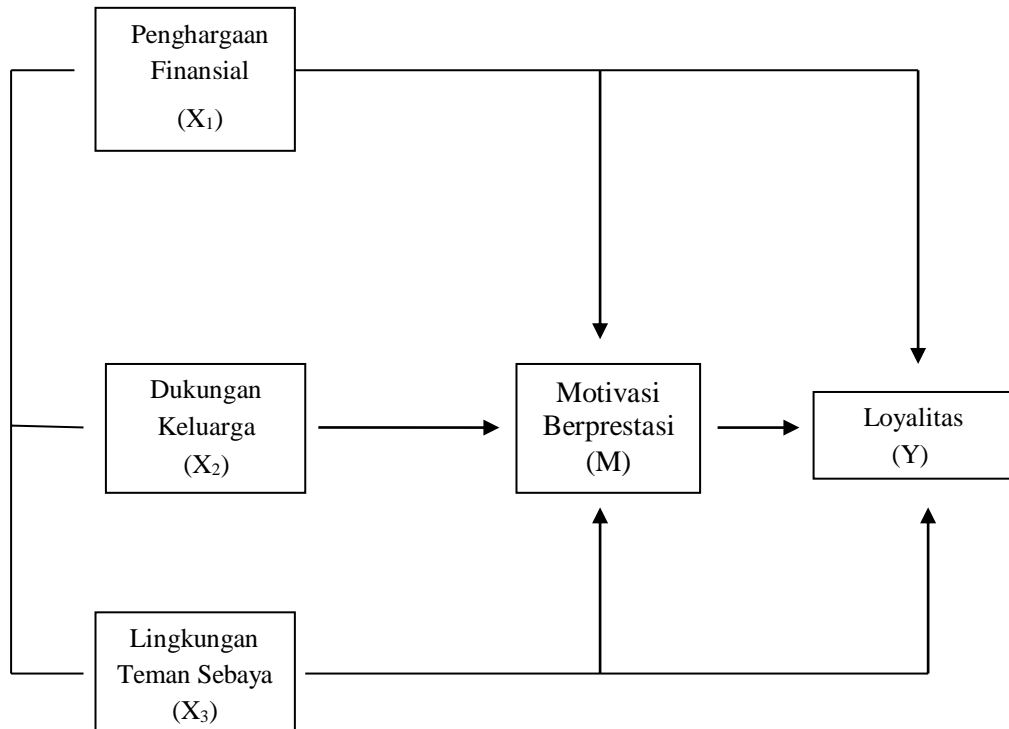 Penghargaan
Finansial
(X₁)
Dukungan
Keluarga
(X₂)
Motivasi
Berprestasi
(M)
Loyalitas
(Y)
Lingkungan
Teman Sebaya
(X₃)